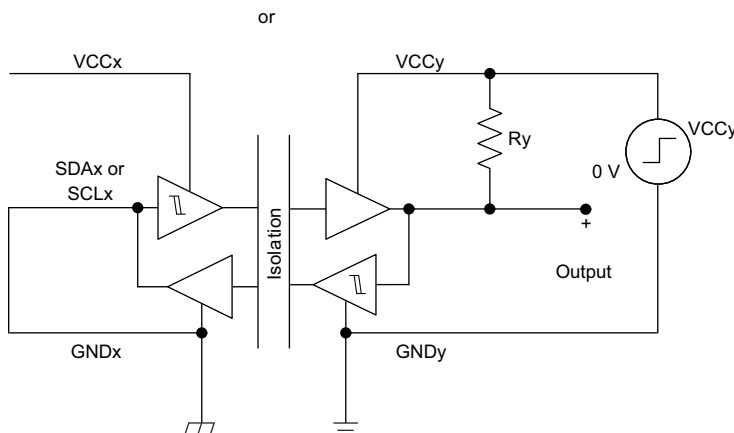 or
VCCx
VCCy
Ry
VCCy
0 V
SDAx or
SCLx
Isolation
+
Output
GNDx
GNDy